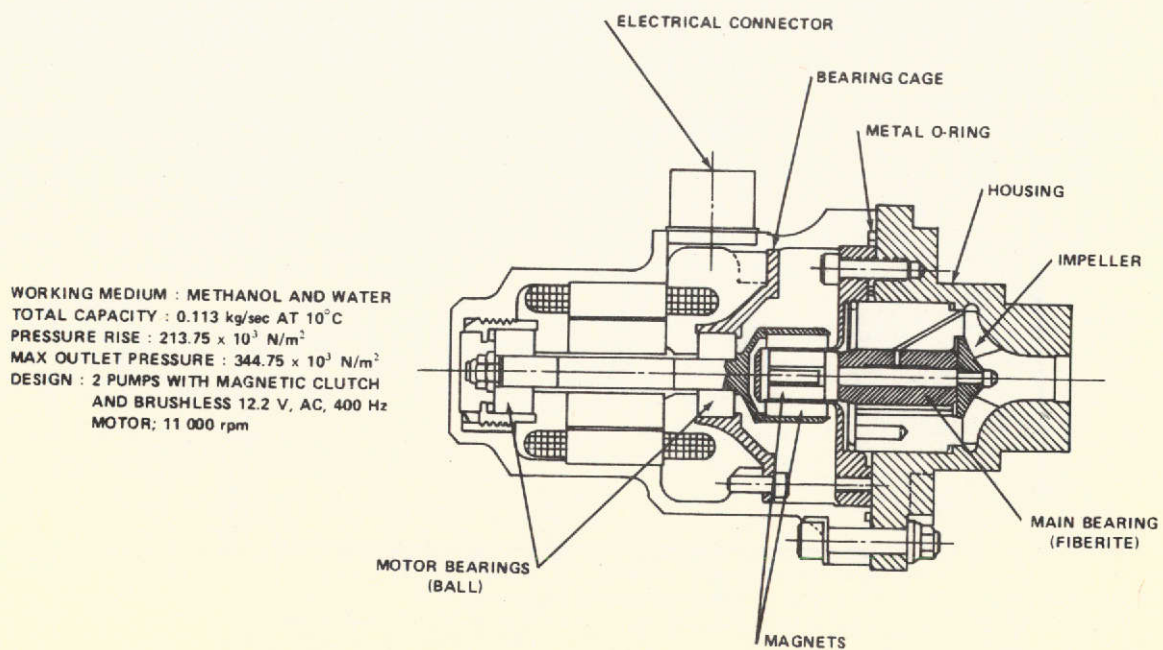 ELECTRICAL CONNECTOR
BEARING CAGE
METAL O-RING
HOUSING
IMPELLER
WORKING MEDIUM : METHANOL AND WATER
TOTAL CAPACITY : 0.113 kg/sec AT 10°C
PRESSURE RISE : 213.75 x 10³ N/m²
MAX OUTLET PRESSURE : 344.75 x 10³ N/m²
DESIGN : 2 PUMPS WITH MAGNETIC CLUTCH
AND BRUSHLESS 12.2 V, AC, 400 Hz
MOTOR; 11 000 rpm
MAIN BEARING
(FIBERITE)
MOTOR BEARINGS
(BALL)
MAGNETS